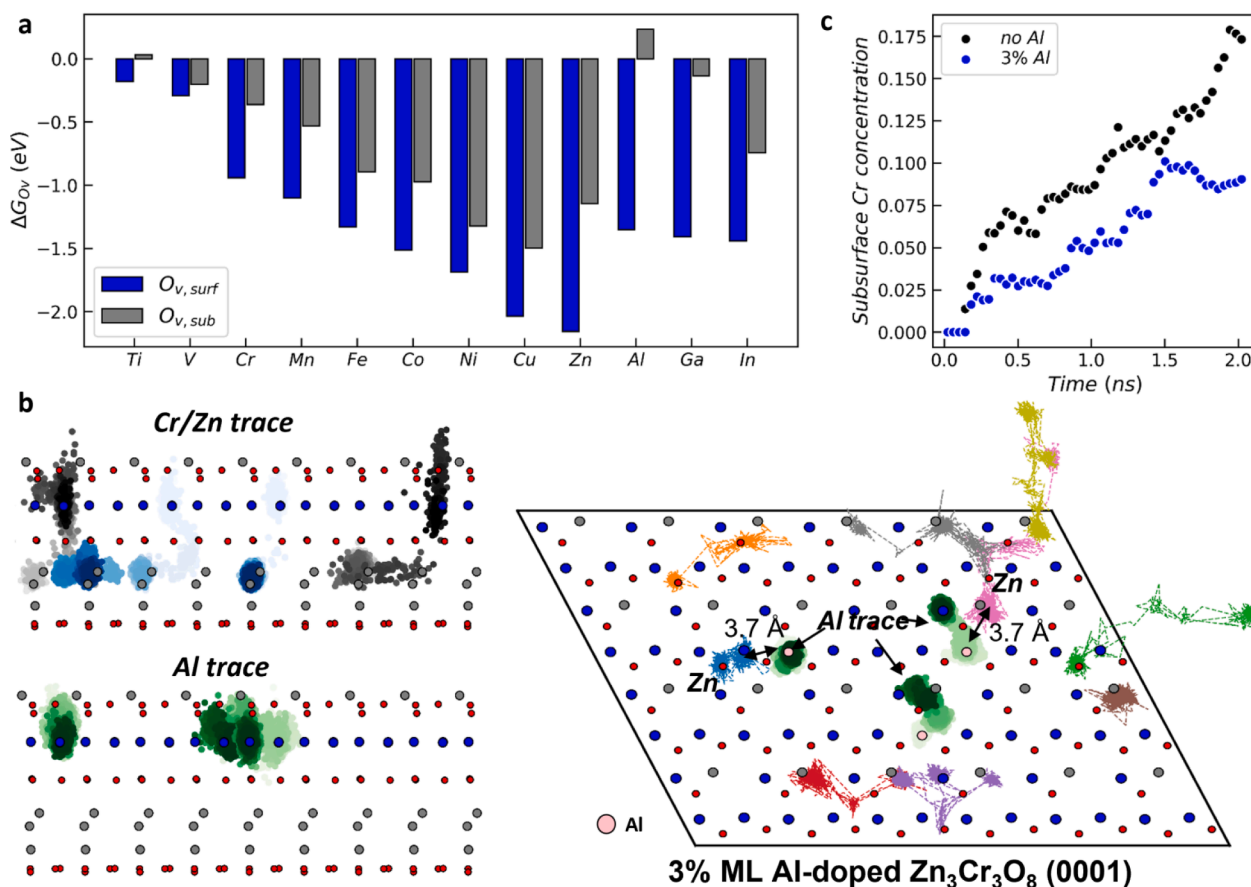 a
ΔG_Ov (eV)
0.0
−0.5
−1.0
−1.5
−2.0
O_v, surf
O_v, sub
Ti V Cr Mn Fe Co Ni Cu Zn Al Ga In
c
Subsurface Cr concentration
no Al
3% Al
0.175
0.150
0.125
0.100
0.075
0.050
0.025
0.000
0.0 0.5 1.0 1.5 2.0
Time (ns)
b
Cr/Zn trace
Al trace
Zn
3.7 Å
Al trace
3.7 Å
Zn
Al
3% ML Al-doped Zn₃Cr₃O₈ (0001)